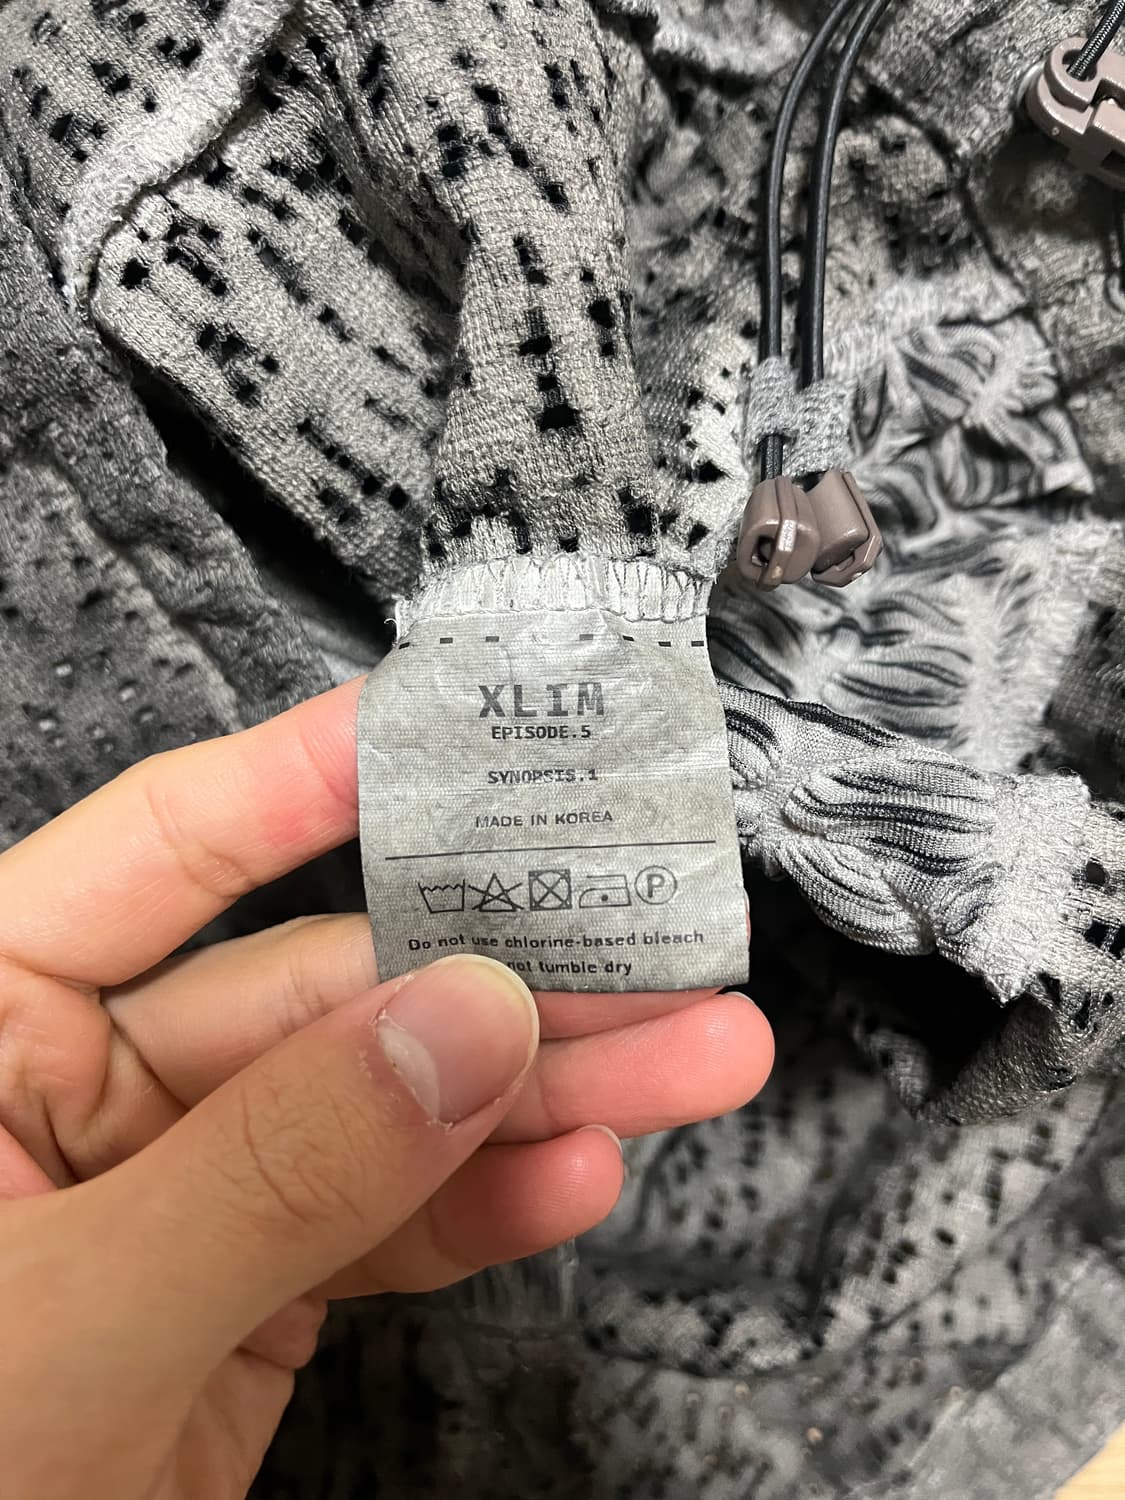 XLIM
EPISODE.5
SYNOPSIS.1
MADE IN KOREA
P
Do not use chlorine-based bleach
not tumble dry